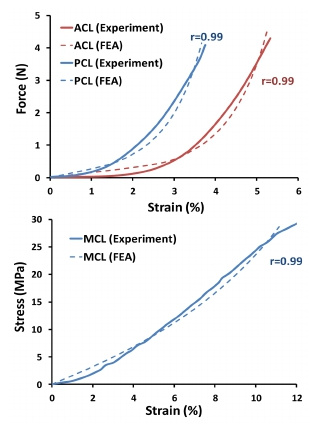 5
4
3
2
1
0
Force (N)
ACL (Experiment)
ACL (FEA)
PCL (Experiment)
PCL (FEA)
r=0.99
r=0.99
0 1 2 3 4 5 6
Strain (%)
30
25
20
15
10
5
0
Stress (MPa)
MCL (Experiment)
MCL (FEA)
r=0.99
0 2 4 6 8 10 12
Strain (%)